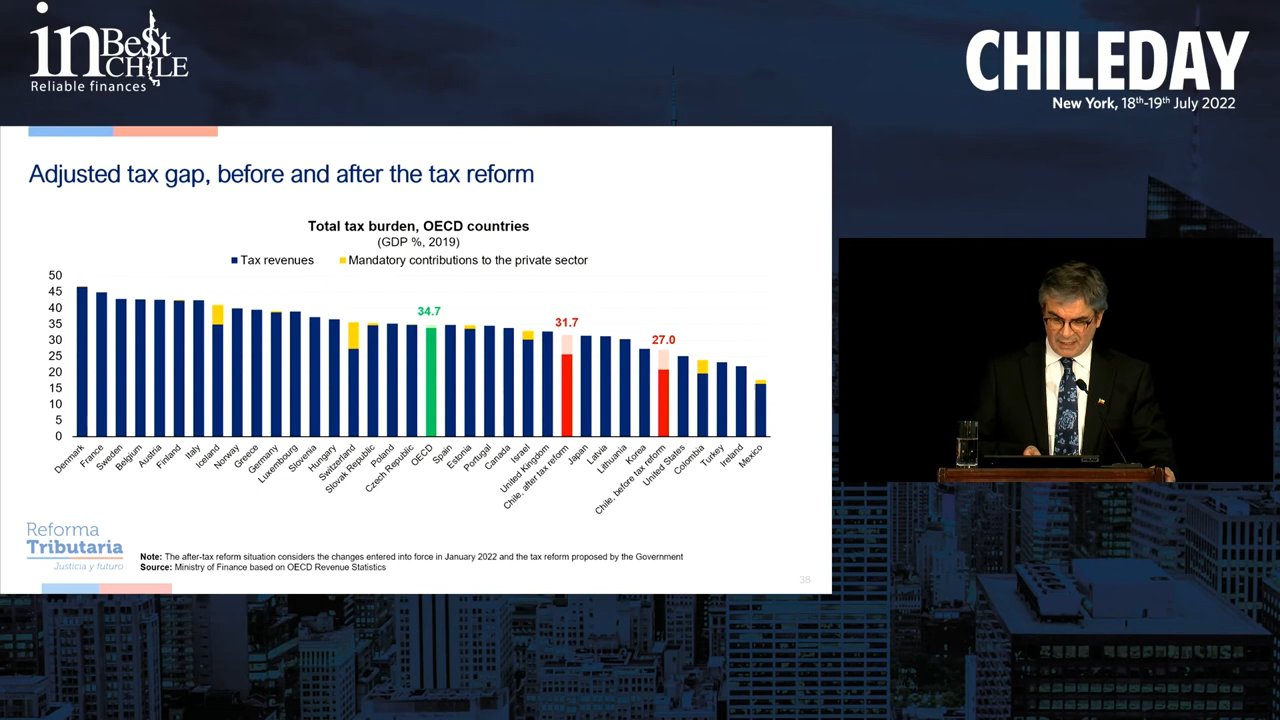 in BeSt
CHILE
Reliable finances
CHILEDAY
New York, 18th-19th July 2022
Adjusted tax gap, before and after the tax reform
Total tax burden, OECD countries
(GDP %, 2019)
Tax revenues
Mandatory contributions to the private sector
50
45
40
35
30
25
20
15
10
5
0
34.7
31.7
27.0
Denmark
France
Sweden
Belgium
Austria
Finland
Italy
Iceland
Norway
Greece
Germany
Luxembourg
Slovenia
Hungary
Switzerland
Slovak Republic
Poland
Czech Republic
OECD
Spain
Estonia
Portugal
Canada
Israel
United Kingdom
Chile, after tax reform
Japan
Latvia
Lithuania
Korea
Chile, before tax reform
United States
Colombia
Turkey
Ireland
Mexico
Reforma
Tributaria
Justicia y futuro
Note: The after-tax reform situation considers the changes entered into force in January 2022 and the tax reform proposed by the Government
Source: Ministry of Finance based on OECD Revenue Statistics
38